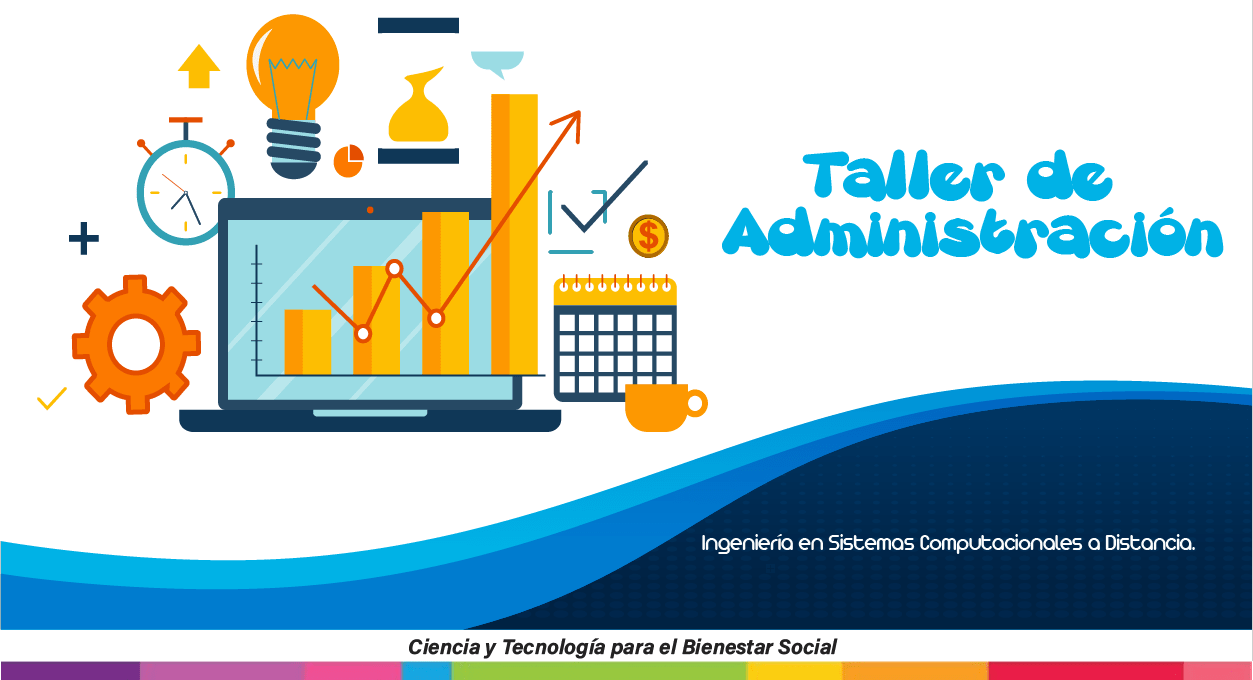 $
Taller de
Administración
Ingeniería en Sistemas Computacionales a Distancia.
Ciencia y Tecnología para el Bienestar Social